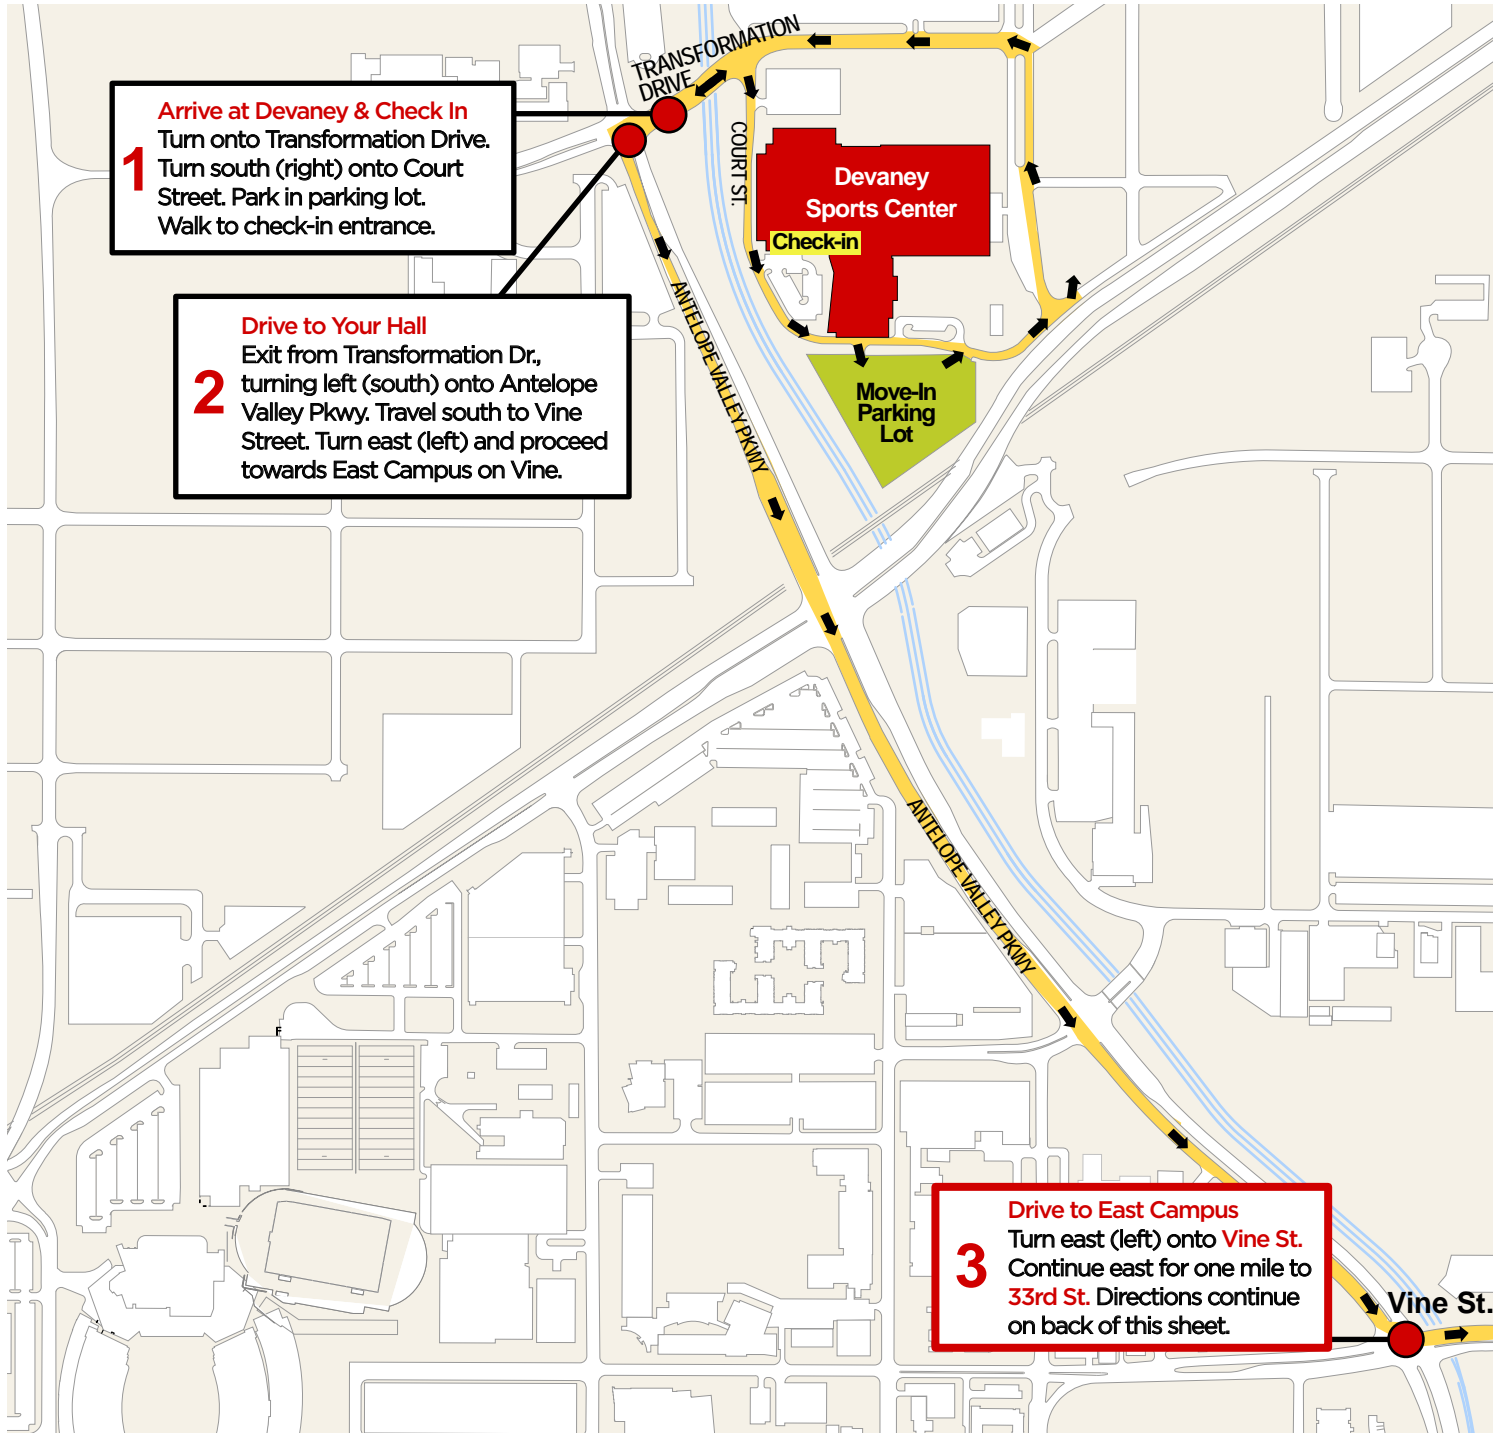 TRANSFORMATION
DRIVE
1
Arrive at Devaney & Check In
Turn onto Transformation Drive.
Turn south (right) onto Court
Street. Park in parking lot.
Walk to check-in entrance.
COURT ST.
Devaney
Sports Center
Check-in
2
Drive to Your Hall
Exit from Transformation Dr.,
turning left (south) onto Antelope
Valley Pkwy. Travel south to Vine
Street. Turn east (left) and proceed
towards East Campus on Vine.
ANTELOPE VALLEY PKWY
Move-In
Parking
Lot
ANTELOPE VALLEY PKWY
F
3
Drive to East Campus
Turn east (left) onto Vine St.
Continue east for one mile to
33rd St. Directions continue
on back of this sheet.
Vine St.